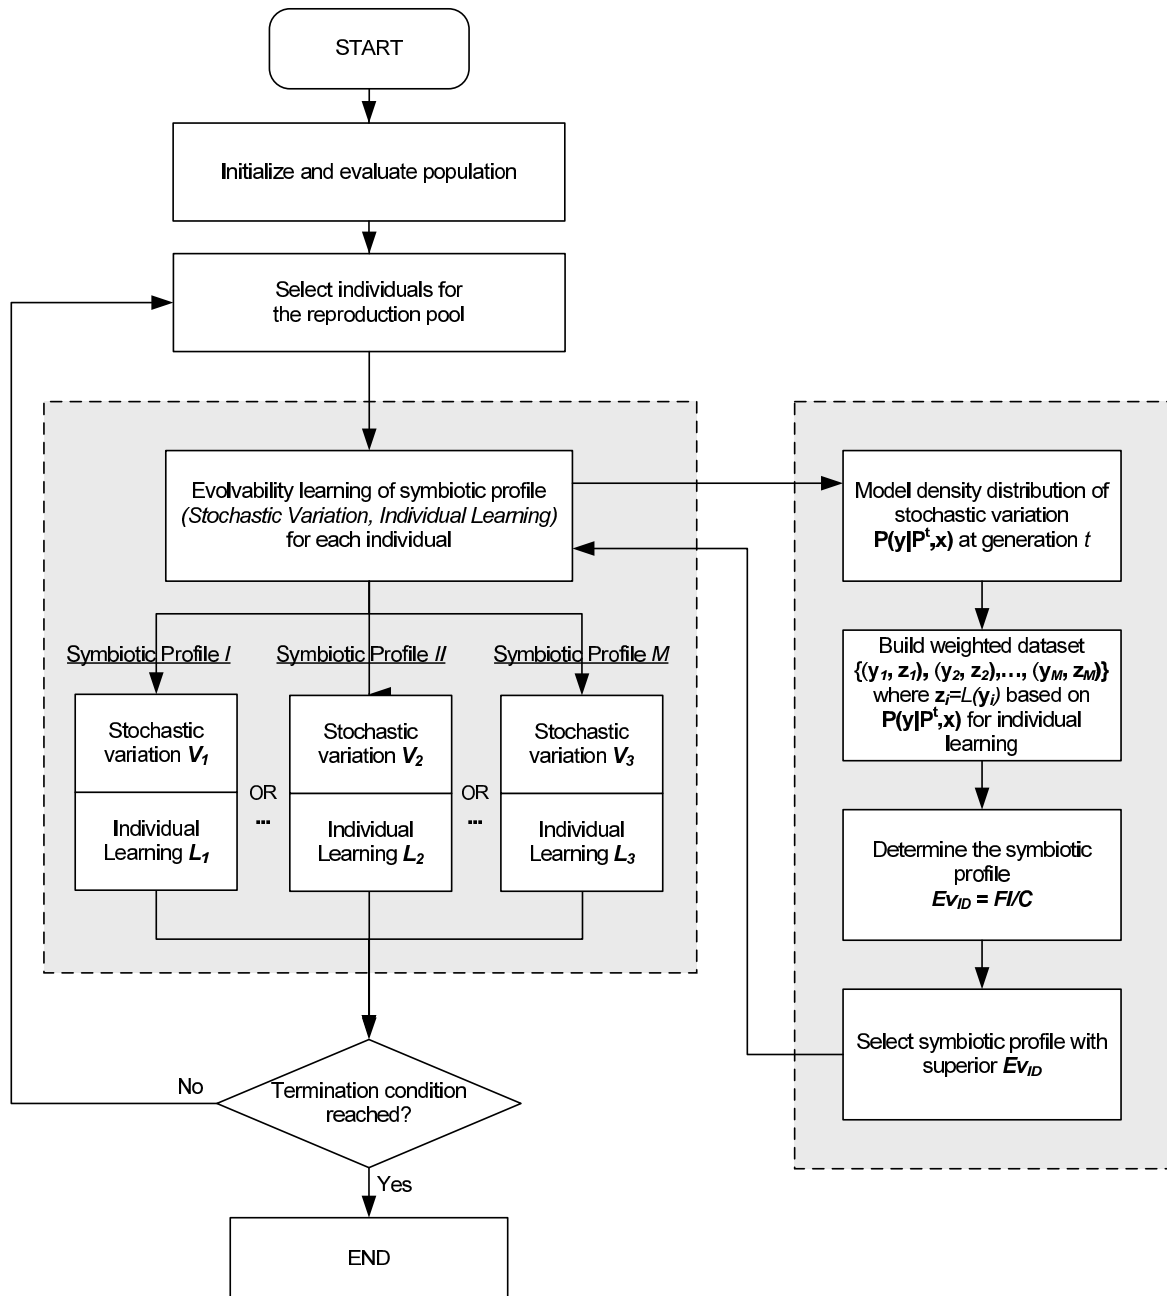 START
Initialize and evaluate population
Select individuals for
the reproduction pool
Evolvability learning of symbiotic profile
(Stochastic Variation, Individual Learning)
for each individual
Symbiotic Profile I
Symbiotic Profile II
Symbiotic Profile M
Stochastic
variation V1
Individual
Learning L1
OR
...
Stochastic
variation V2
Individual
Learning L2
OR
...
Stochastic
variation V3
Individual
Learning L3
Termination condition
reached?
No
Yes
END
Model density distribution of
stochastic variation
P(y|P^t,x) at generation t
Build weighted dataset
{(y1, z1), (y2, z2),..., (yM, zM)}
where zi=L(yi) based on
P(y|P^t,x) for individual
learning
Determine the symbiotic
profile
EvID = FI/C
Select symbiotic profile with
superior EvID